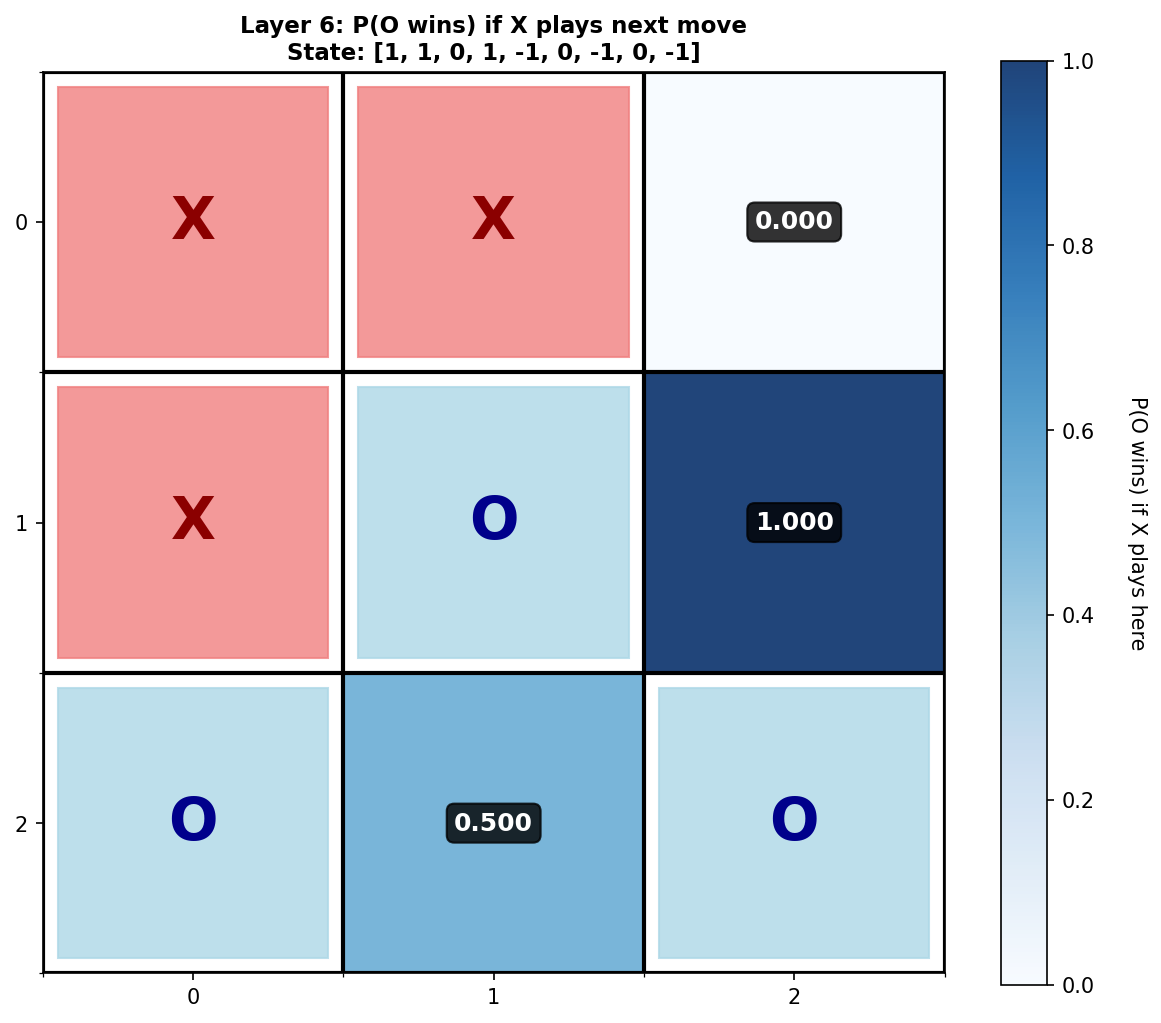 Layer 6: P(O wins) if X plays next move
State: [1, 1, 0, 1, -1, 0, -1, 0, -1]
X X 0.000
X O 1.000
O 0.500 O
0
1
2
0 1 2
1.0
0.8
0.6
0.4
0.2
0.0
P(O wins) if X plays here